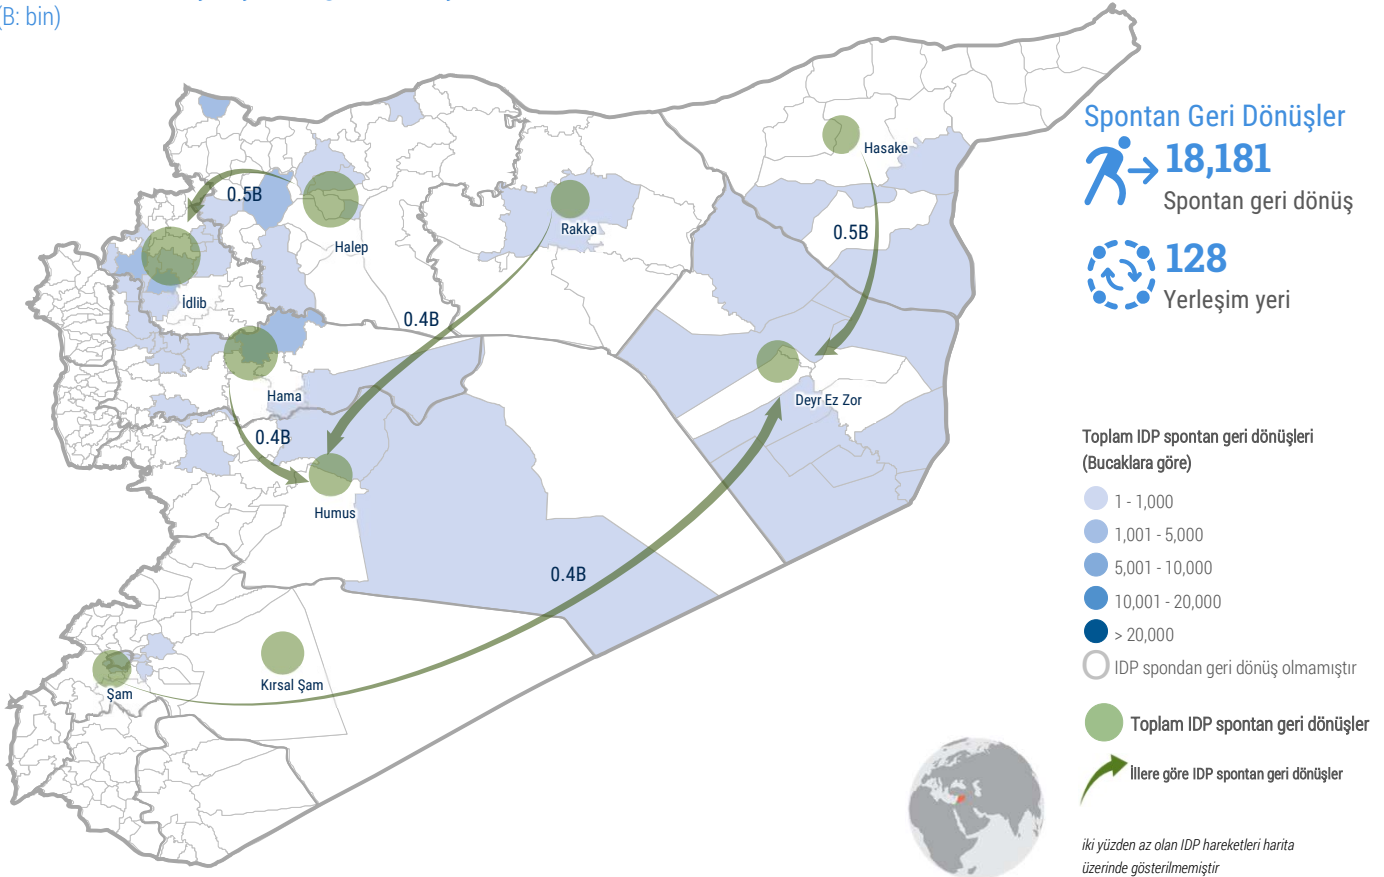 (B: bin)
Spontan Geri Dönüşler
18,181
Spontan geri dönüş
128
Yerleşim yeri
Hasake
0.5B
Halep
Rakka
0.5B
İdlib
0.4B
Hama
Deyr Ez Zor
0.4B
Humus
0.4B
Kırsal Şam
Şam
Toplam IDP spontan geri dönüşleri
(Bucaklara göre)
1 - 1,000
1,001 - 5,000
5,001 - 10,000
10,001 - 20,000
> 20,000
IDP spondan geri dönüş olmamıştır
Toplam IDP spontan geri dönüşler
İllere göre IDP spontan geri dönüşler
iki yüzden az olan IDP hareketleri harita
üzerinde gösterilmemiştir